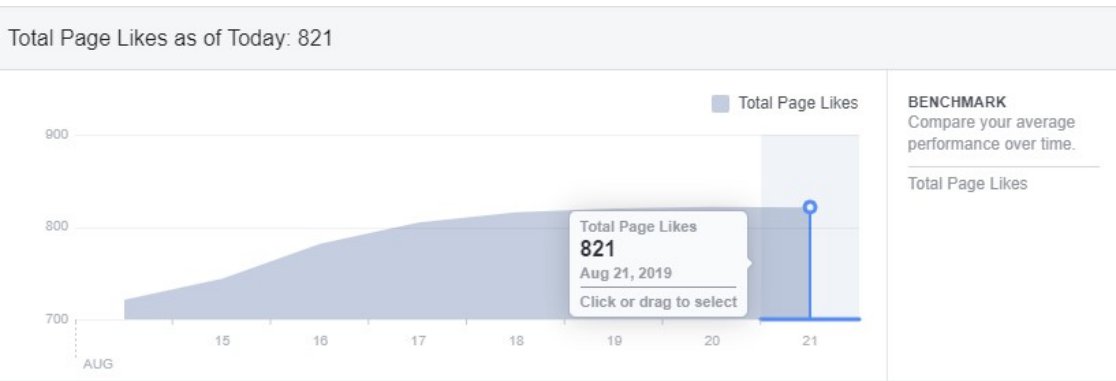 Total Page Likes as of Today: 821
Total Page Likes
BENCHMARK
Compare your average
performance over time.
Total Page Likes
900
800
700
Total Page Likes
821
Aug 21, 2019
Click or drag to select
15 16 17 18 19 20 21
AUG